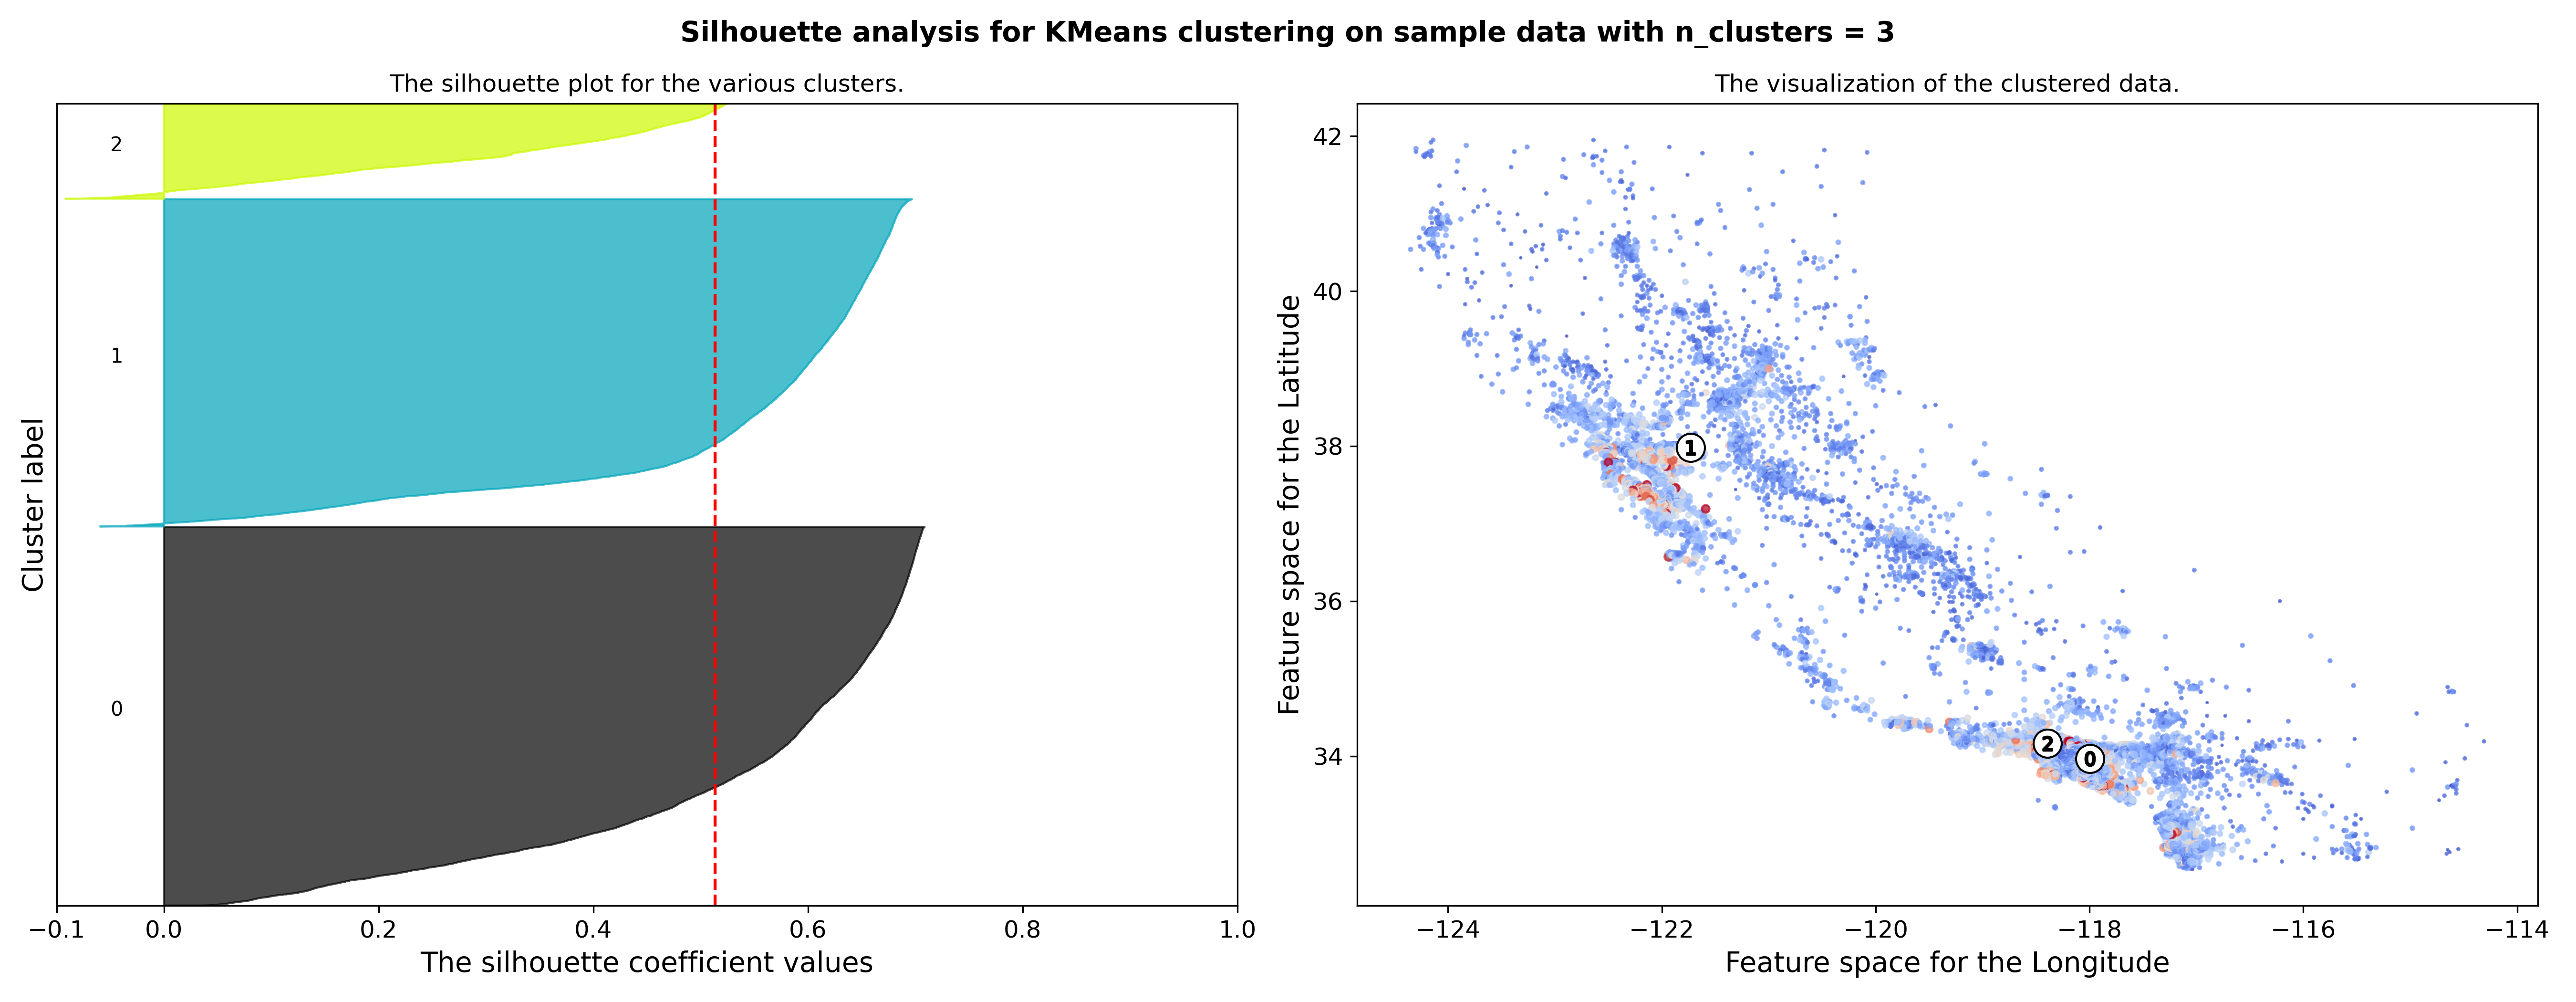 Silhouette analysis for KMeans clustering on sample data with n_clusters = 3
The silhouette plot for the various clusters.
2
1
0
Cluster label
−0.1 0.0 0.2 0.4 0.6 0.8 1.0
The silhouette coefficient values
The visualization of the clustered data.
42
40
38
36
34
Feature space for the Latitude
1
2
0
−124 −122 −120 −118 −116 −114
Feature space for the Longitude